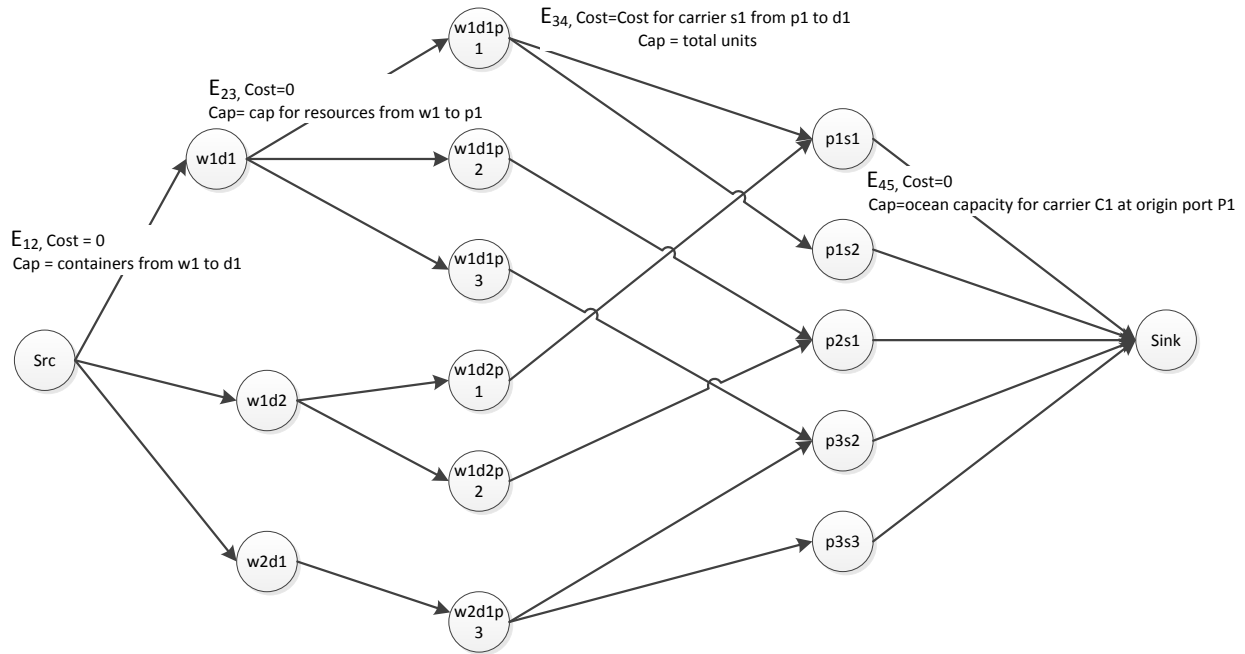 w1d1p
1
E34, Cost=Cost for carrier s1 from p1 to d1
Cap = total units
E23, Cost=0
Cap= cap for resources from w1 to p1
w1d1
w1d1p
2
p1s1
E45, Cost=0
Cap=ocean capacity for carrier C1 at origin port P1
E12, Cost = 0
Cap = containers from w1 to d1
w1d1p
3
p1s2
Src
p2s1
Sink
w1d2
w1d2p
1
p3s2
w1d2p
2
w2d1
p3s3
w2d1p
3